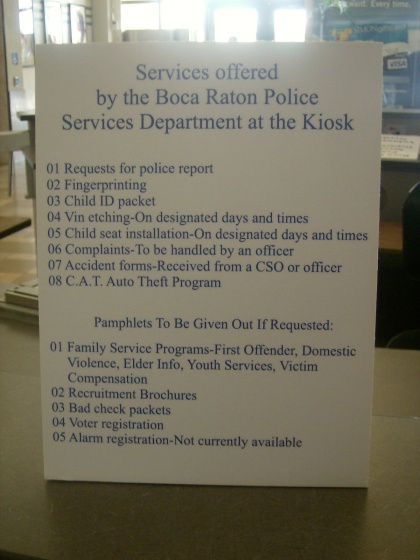 want. Every time.
VISA
Services offered
by the Boca Raton Police
Services Department at the Kiosk
01 Requests for police report
02 Fingerprinting
03 Child ID packet
04 Vin etching-On designated days and times
05 Child seat installation-On designated days and times
06 Complaints-To be handled by an officer
07 Accident forms-Received from a CSO or officer
08 C.A.T. Auto Theft Program
Pamphlets To Be Given Out If Requested:
01 Family Service Programs-First Offender, Domestic
Violence, Elder Info, Youth Services, Victim
Compensation
02 Recruitment Brochures
03 Bad check packets
04 Voter registration
05 Alarm registration-Not currently available